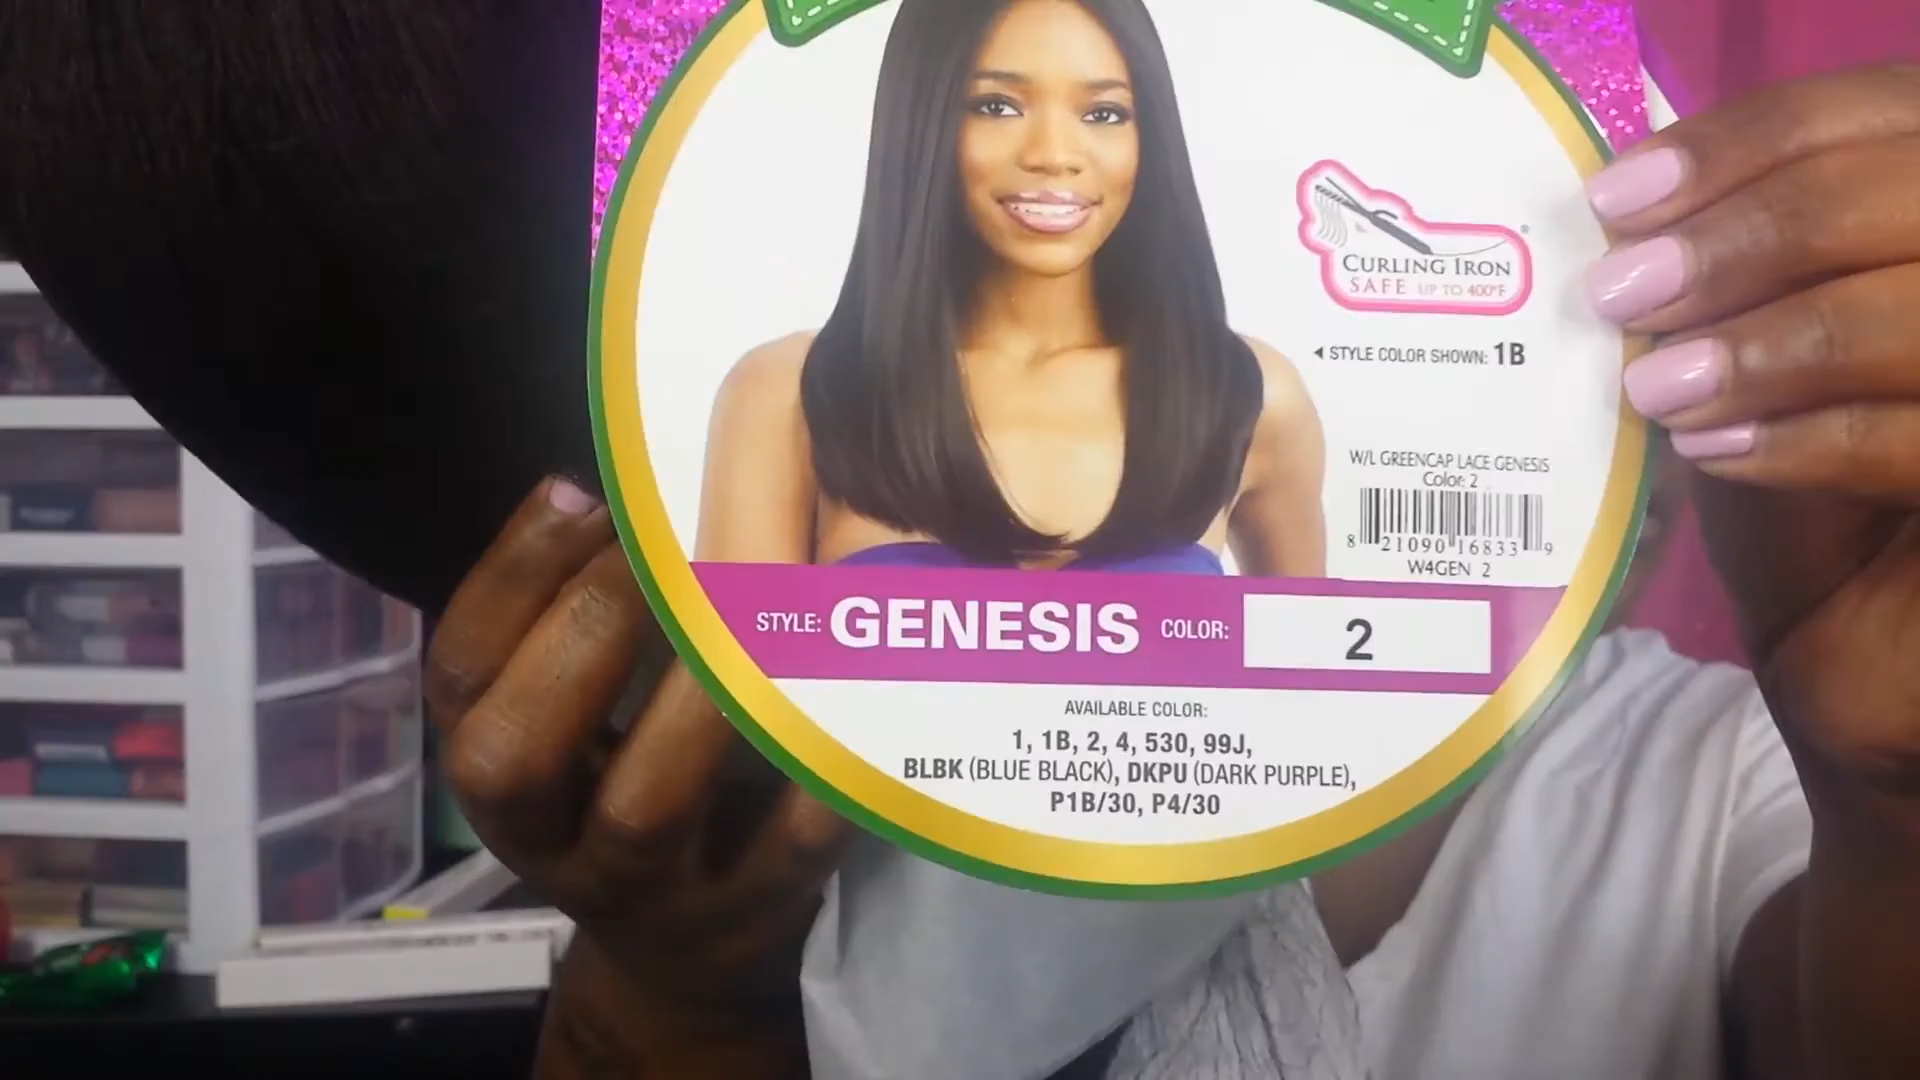 CURLING IRON
SAFE UP TO 400°F
®
◄ STYLE COLOR SHOWN: 1B
W/L GREENCAP LACE GENESIS
Color: 2
8 21090 16833 9
W4GEN 2
STYLE: GENESIS COLOR: 2
AVAILABLE COLOR:
1, 1B, 2, 4, 530, 99J,
BLBK (BLUE BLACK), DKPU (DARK PURPLE),
P1B/30, P4/30